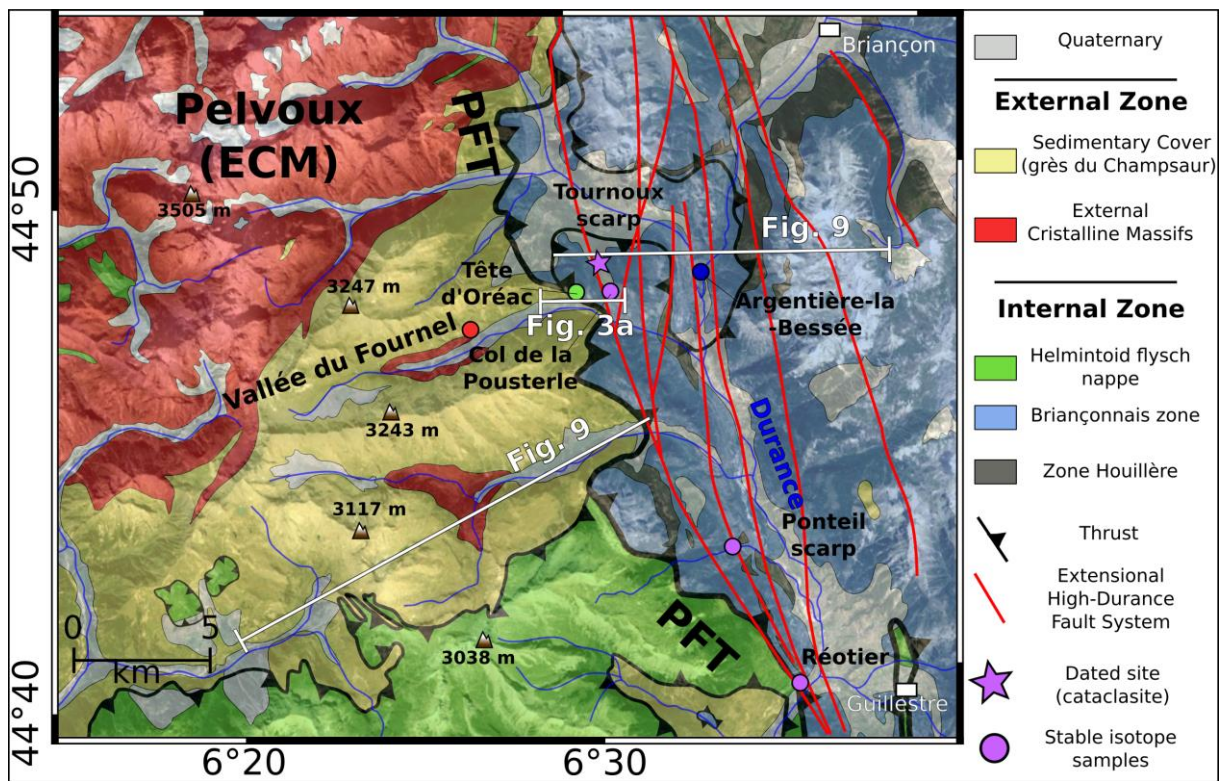 Pelvoux
(ECM)
PFT
Briançon
3505 m
Tournoux
scarp
Fig. 9
3247 m
Tête
d'Oréac
Argentière-la
-Bessée
Fig. 3a
Vallée du Fournel
Col de la
Pousterle
3243 m
Fig. 9
Durance
3117 m
Ponteil
scarp
PFT
3038 m
Réotier
Guillestre
0 5
km
44°50
44°40
6°20
6°30
Quaternary
External Zone
Sedimentary Cover
(grès du Champsaur)
External
Cristalline Massifs
Internal Zone
Helmintoid flysch
nappe
Briançonnais zone
Zone Houillère
Thrust
Extensional
High-Durance
Fault System
Dated site
(cataclasite)
Stable isotope
samples